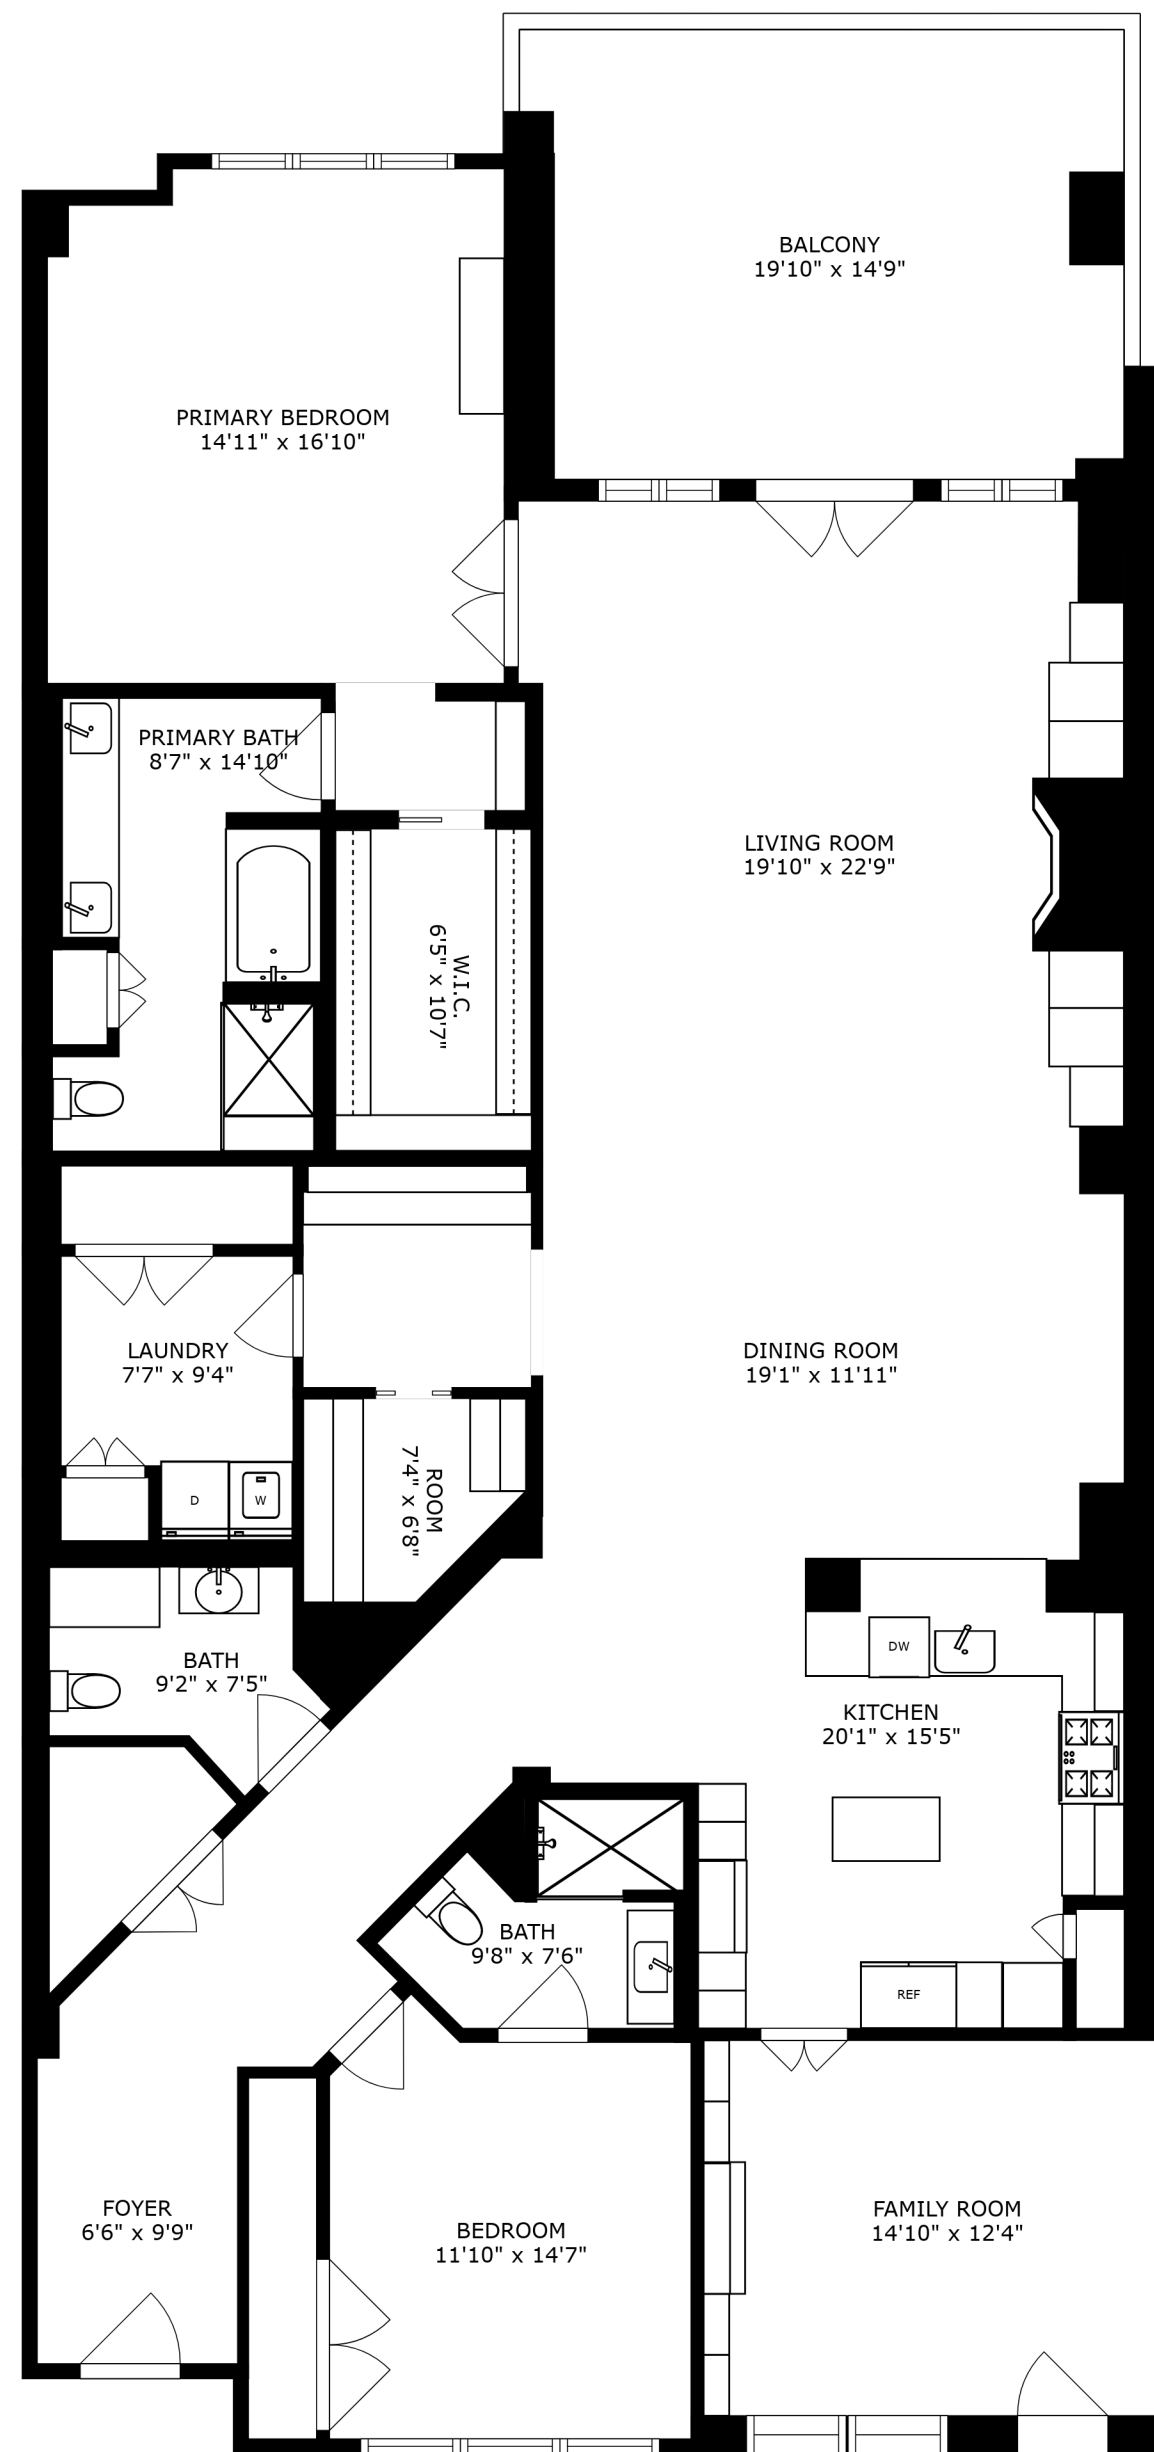 BALCONY
19'10" x 14'9"
PRIMARY BEDROOM
14'11" x 16'10"
PRIMARY BATH
8'7" x 14'10"
LIVING ROOM
19'10" x 22'9"
W.I.C.
6'5" x 10'7"
LAUNDRY
7'7" x 9'4"
DINING ROOM
19'1" x 11'11"
ROOM
7'4" x 6'8"
D
W
BATH
9'2" x 7'5"
DW
KITCHEN
20'1" x 15'5"
BATH
9'8" x 7'6"
REF
FOYER
6'6" x 9'9"
BEDROOM
11'10" x 14'7"
FAMILY ROOM
14'10" x 12'4"